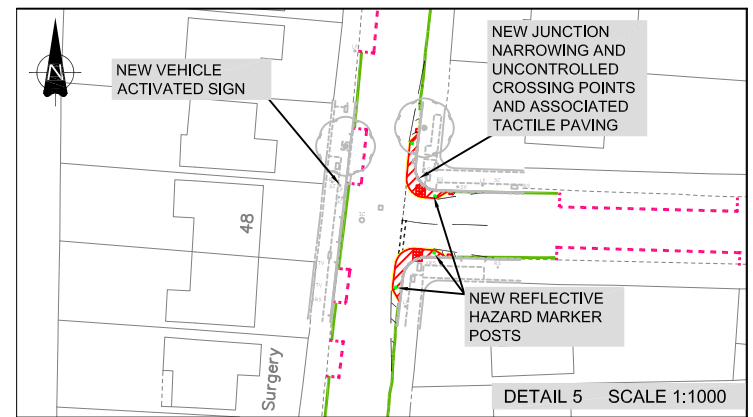 N
NEW VEHICLE
ACTIVATED SIGN
NEW JUNCTION
NARROWING AND
UNCONTROLLED
CROSSING POINTS
AND ASSOCIATED
TACTILE PAVING
48
NEW REFLECTIVE
HAZARD MARKER
POSTS
Surgery
DETAIL 5 SCALE 1:1000